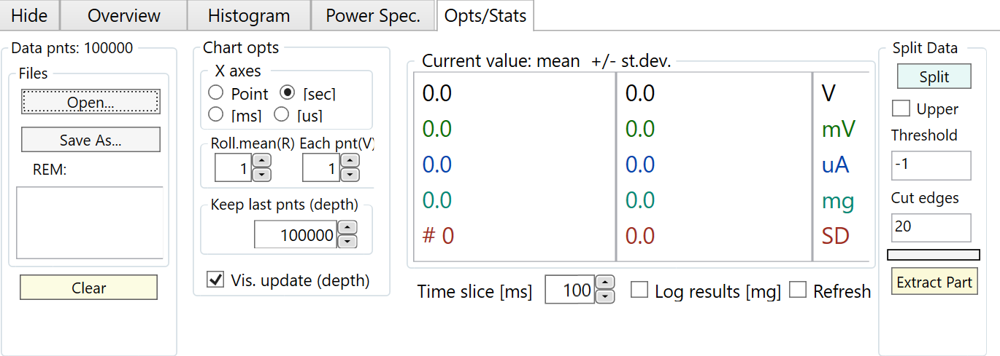 Hide Overview Histogram Power Spec. Opts/Stats
Data pnts: 100000
Files
Open...
Save As...
REM:
Clear
Chart opts
X axes
Point [sec]
[ms] [us]
Roll.mean(R) Each pnt(V)
1 1
Keep last pnts (depth)
100000
Vis. update (depth)
Current value: mean +/- st.dev.
0.0 0.0 V
0.0 0.0 mV
0.0 0.0 uA
0.0 0.0 mg
# 0 0.0 SD
Time slice [ms] 100 Log results [mg] Refresh
Split Data
Split
Upper
Threshold
-1
Cut edges
20
Extract Part